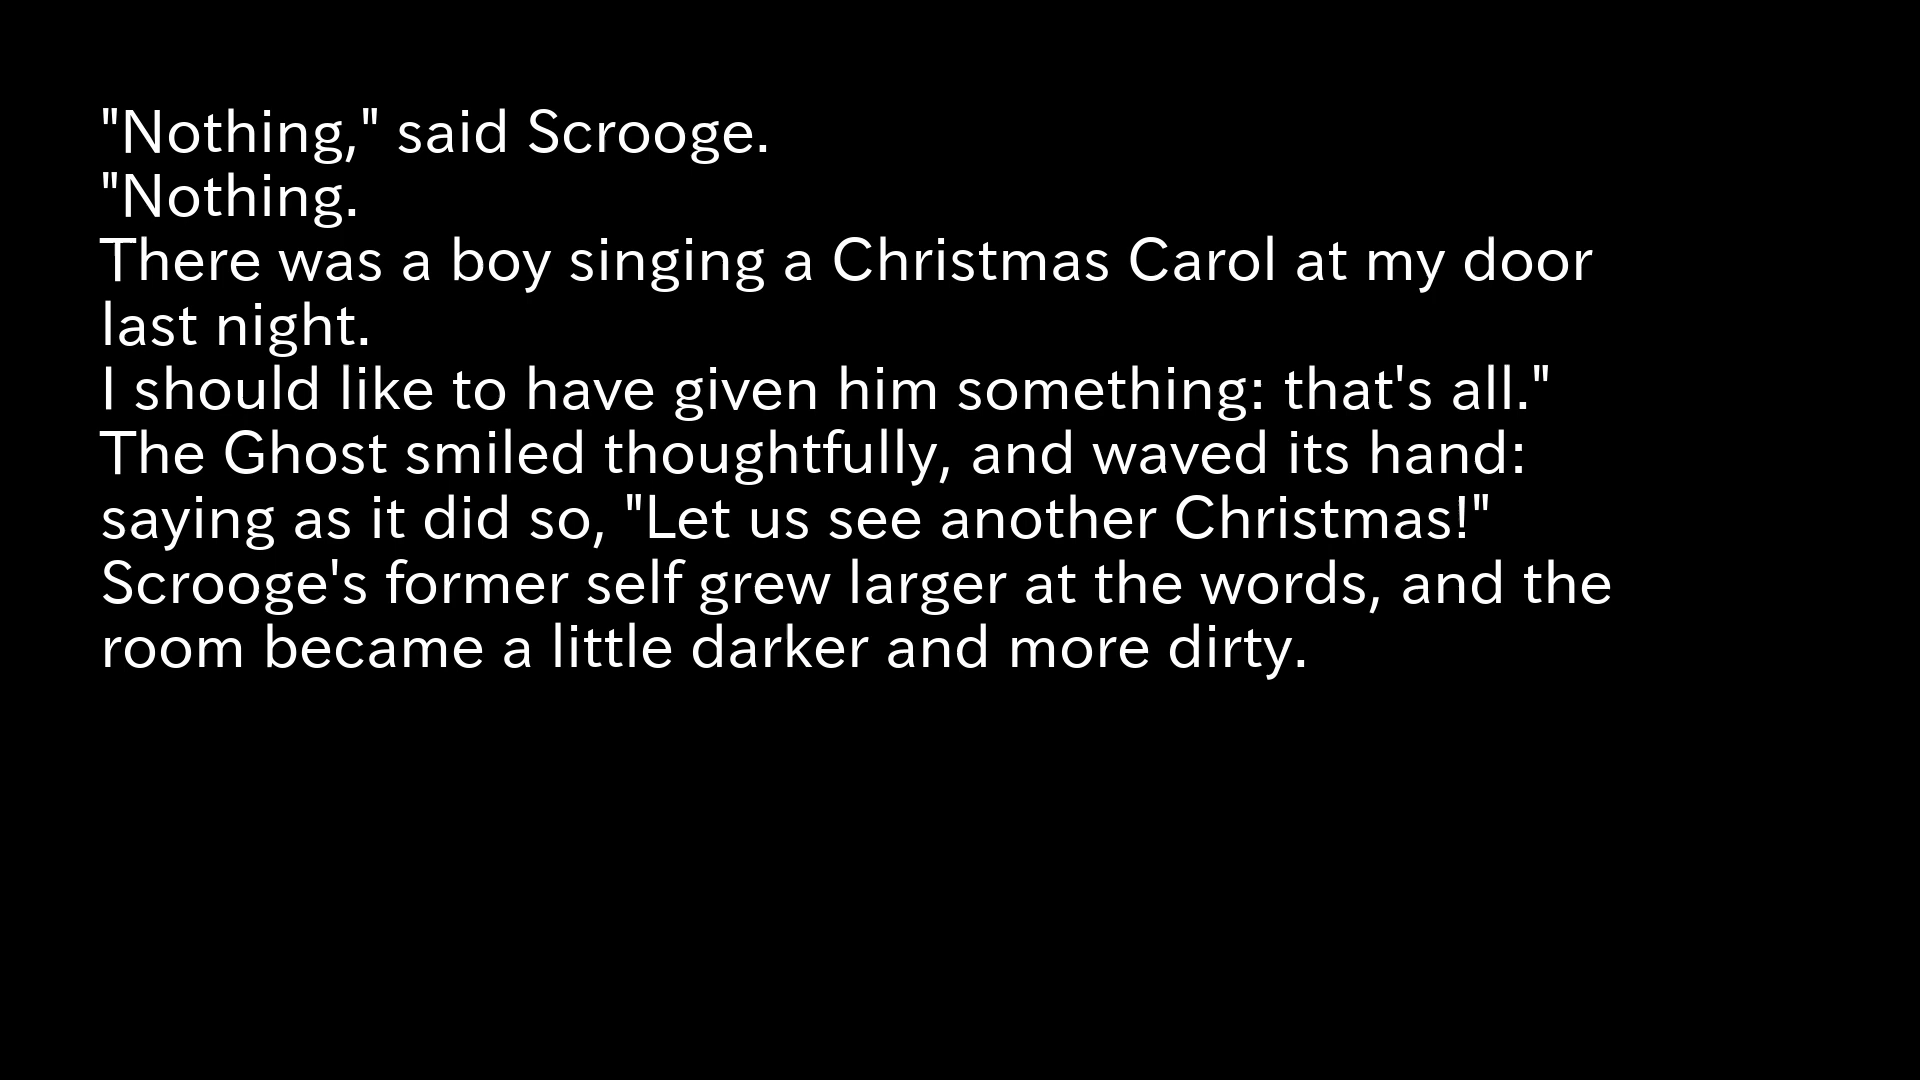 "Nothing," said Scrooge.
"Nothing.
There was a boy singing a Christmas Carol at my door
last night.
I should like to have given him something: that's all."
The Ghost smiled thoughtfully, and waved its hand:
saying as it did so, "Let us see another Christmas!"
Scrooge's former self grew larger at the words, and the
room became a little darker and more dirty.